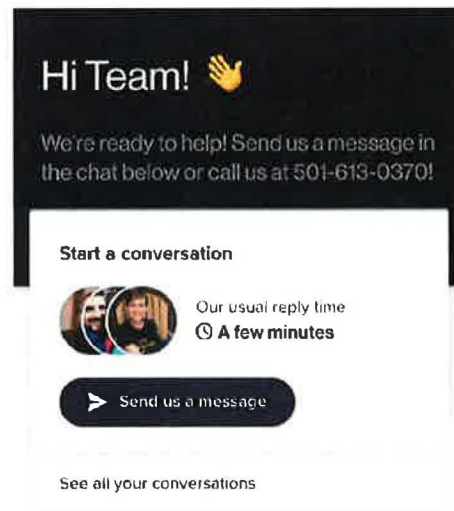 Hi Team! 👋
We're ready to help! Send us a message in
the chat below or call us at 501-613-0370!
Start a conversation
Our usual reply time
A few minutes
Send us a message
See all your conversations